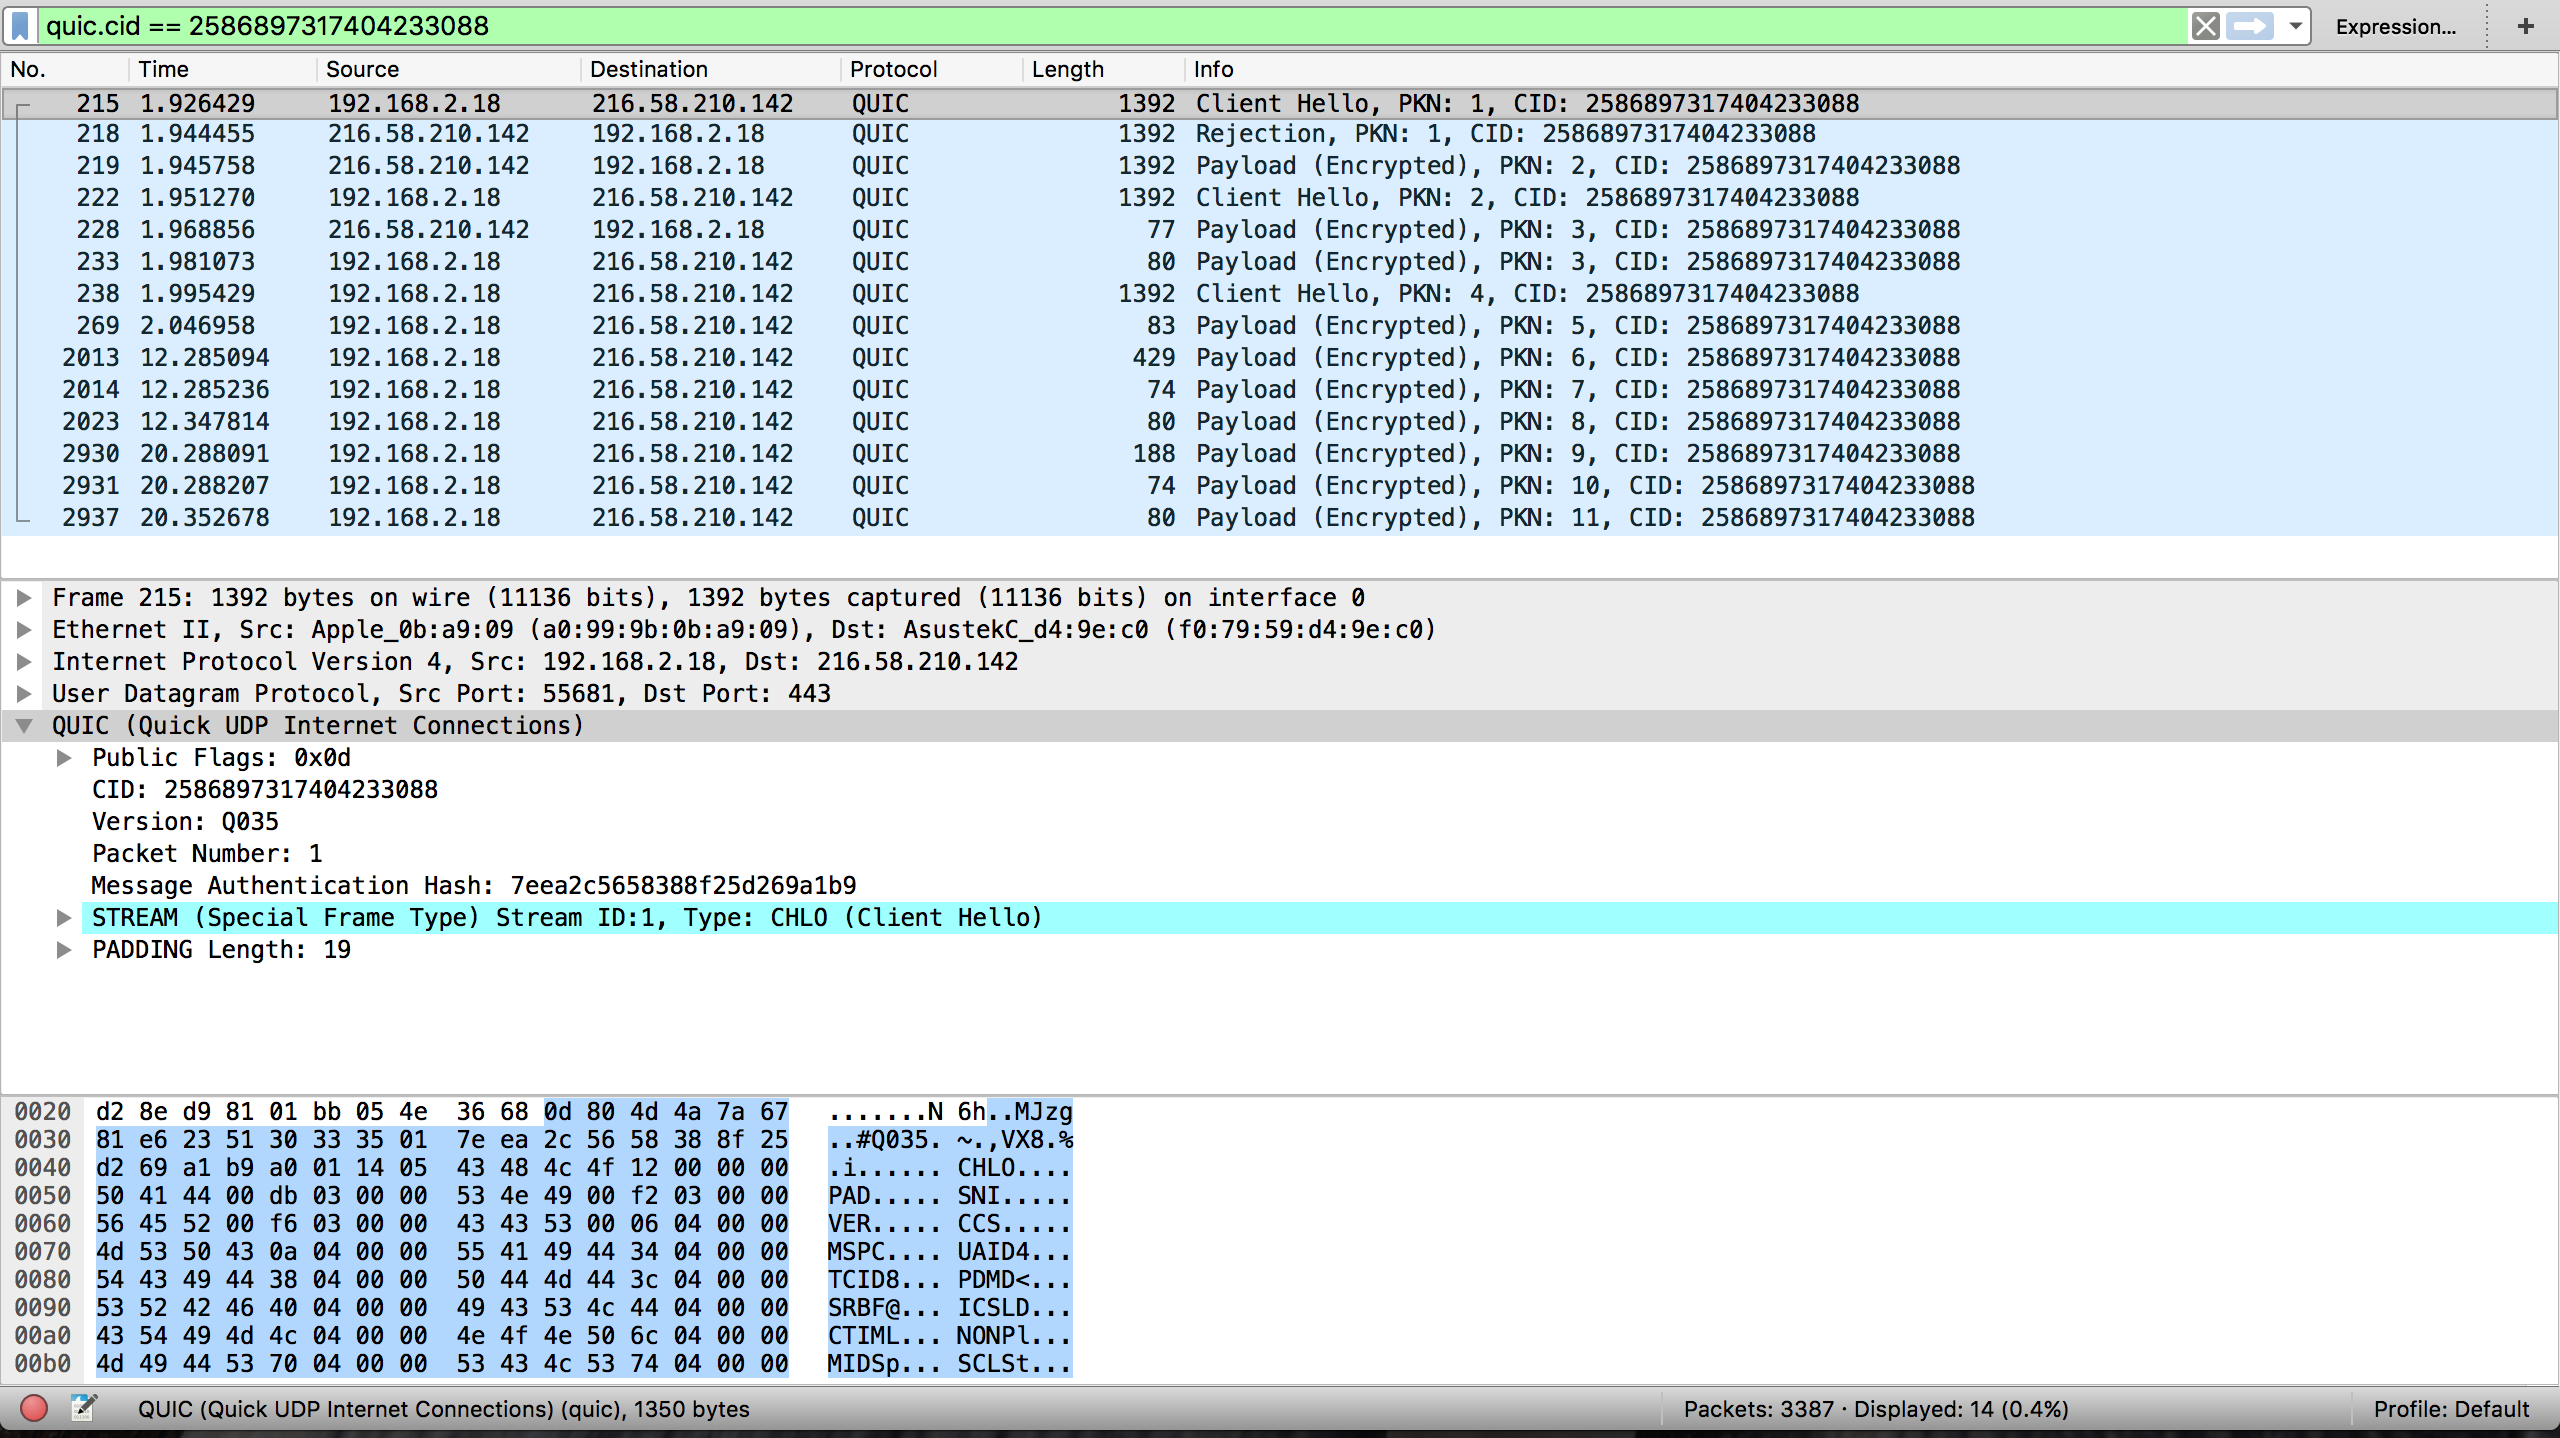 quic.cid == 2586897317404233088 Expression... +
No. Time Source Destination Protocol Length Info
215 1.926429 192.168.2.18 216.58.210.142 QUIC 1392 Client Hello, PKN: 1, CID: 2586897317404233088
218 1.944455 216.58.210.142 192.168.2.18 QUIC 1392 Rejection, PKN: 1, CID: 2586897317404233088
219 1.945758 216.58.210.142 192.168.2.18 QUIC 1392 Payload (Encrypted), PKN: 2, CID: 2586897317404233088
222 1.951270 192.168.2.18 216.58.210.142 QUIC 1392 Client Hello, PKN: 2, CID: 2586897317404233088
228 1.968856 216.58.210.142 192.168.2.18 QUIC 77 Payload (Encrypted), PKN: 3, CID: 2586897317404233088
233 1.981073 192.168.2.18 216.58.210.142 QUIC 80 Payload (Encrypted), PKN: 3, CID: 2586897317404233088
238 1.995429 192.168.2.18 216.58.210.142 QUIC 1392 Client Hello, PKN: 4, CID: 2586897317404233088
269 2.046958 192.168.2.18 216.58.210.142 QUIC 83 Payload (Encrypted), PKN: 5, CID: 2586897317404233088
2013 12.285094 192.168.2.18 216.58.210.142 QUIC 429 Payload (Encrypted), PKN: 6, CID: 2586897317404233088
2014 12.285236 192.168.2.18 216.58.210.142 QUIC 74 Payload (Encrypted), PKN: 7, CID: 2586897317404233088
2023 12.347814 192.168.2.18 216.58.210.142 QUIC 80 Payload (Encrypted), PKN: 8, CID: 2586897317404233088
2930 20.288091 192.168.2.18 216.58.210.142 QUIC 188 Payload (Encrypted), PKN: 9, CID: 2586897317404233088
2931 20.288207 192.168.2.18 216.58.210.142 QUIC 74 Payload (Encrypted), PKN: 10, CID: 2586897317404233088
2937 20.352678 192.168.2.18 216.58.210.142 QUIC 80 Payload (Encrypted), PKN: 11, CID: 2586897317404233088
Frame 215: 1392 bytes on wire (11136 bits), 1392 bytes captured (11136 bits) on interface 0
Ethernet II, Src: Apple_0b:a9:09 (a0:99:9b:0b:a9:09), Dst: AsustekC_d4:9e:c0 (f0:79:59:d4:9e:c0)
Internet Protocol Version 4, Src: 192.168.2.18, Dst: 216.58.210.142
User Datagram Protocol, Src Port: 55681, Dst Port: 443
QUIC (Quick UDP Internet Connections)
Public Flags: 0x0d
CID: 2586897317404233088
Version: Q035
Packet Number: 1
Message Authentication Hash: 7eea2c5658388f25d269a1b9
STREAM (Special Frame Type) Stream ID:1, Type: CHLO (Client Hello)
PADDING Length: 19
0020 d2 8e d9 81 01 bb 05 4e 36 68 0d 80 4d 4a 7a 67 .......N 6h..MJzg
0030 81 e6 23 51 30 33 35 01 7e ea 2c 56 58 38 8f 25 ..#Q035. ~.,VX8.%
0040 d2 69 a1 b9 a0 01 14 05 43 48 4c 4f 12 00 00 00 .i...... CHLO....
0050 50 41 44 00 db 03 00 00 53 4e 49 00 f2 03 00 00 PAD..... SNI.....
0060 56 45 52 00 f6 03 00 00 43 43 53 00 06 04 00 00 VER..... CCS.....
0070 4d 53 50 43 0a 04 00 00 55 41 49 44 34 04 00 00 MSPC.... UAID4...
0080 54 43 49 44 38 04 00 00 50 44 4d 44 3c 04 00 00 TCID8... PDMD<...
0090 53 52 42 46 40 04 00 00 49 43 53 4c 44 04 00 00 SRBF@... ICSLD...
00a0 43 54 49 4d 4c 04 00 00 4e 4f 4e 50 6c 04 00 00 CTIML... NONPl...
00b0 4d 49 44 53 70 04 00 00 53 43 4c 53 74 04 00 00 MIDSp... SCLSt...
QUIC (Quick UDP Internet Connections) (quic), 1350 bytes Packets: 3387 · Displayed: 14 (0.4%) Profile: Default